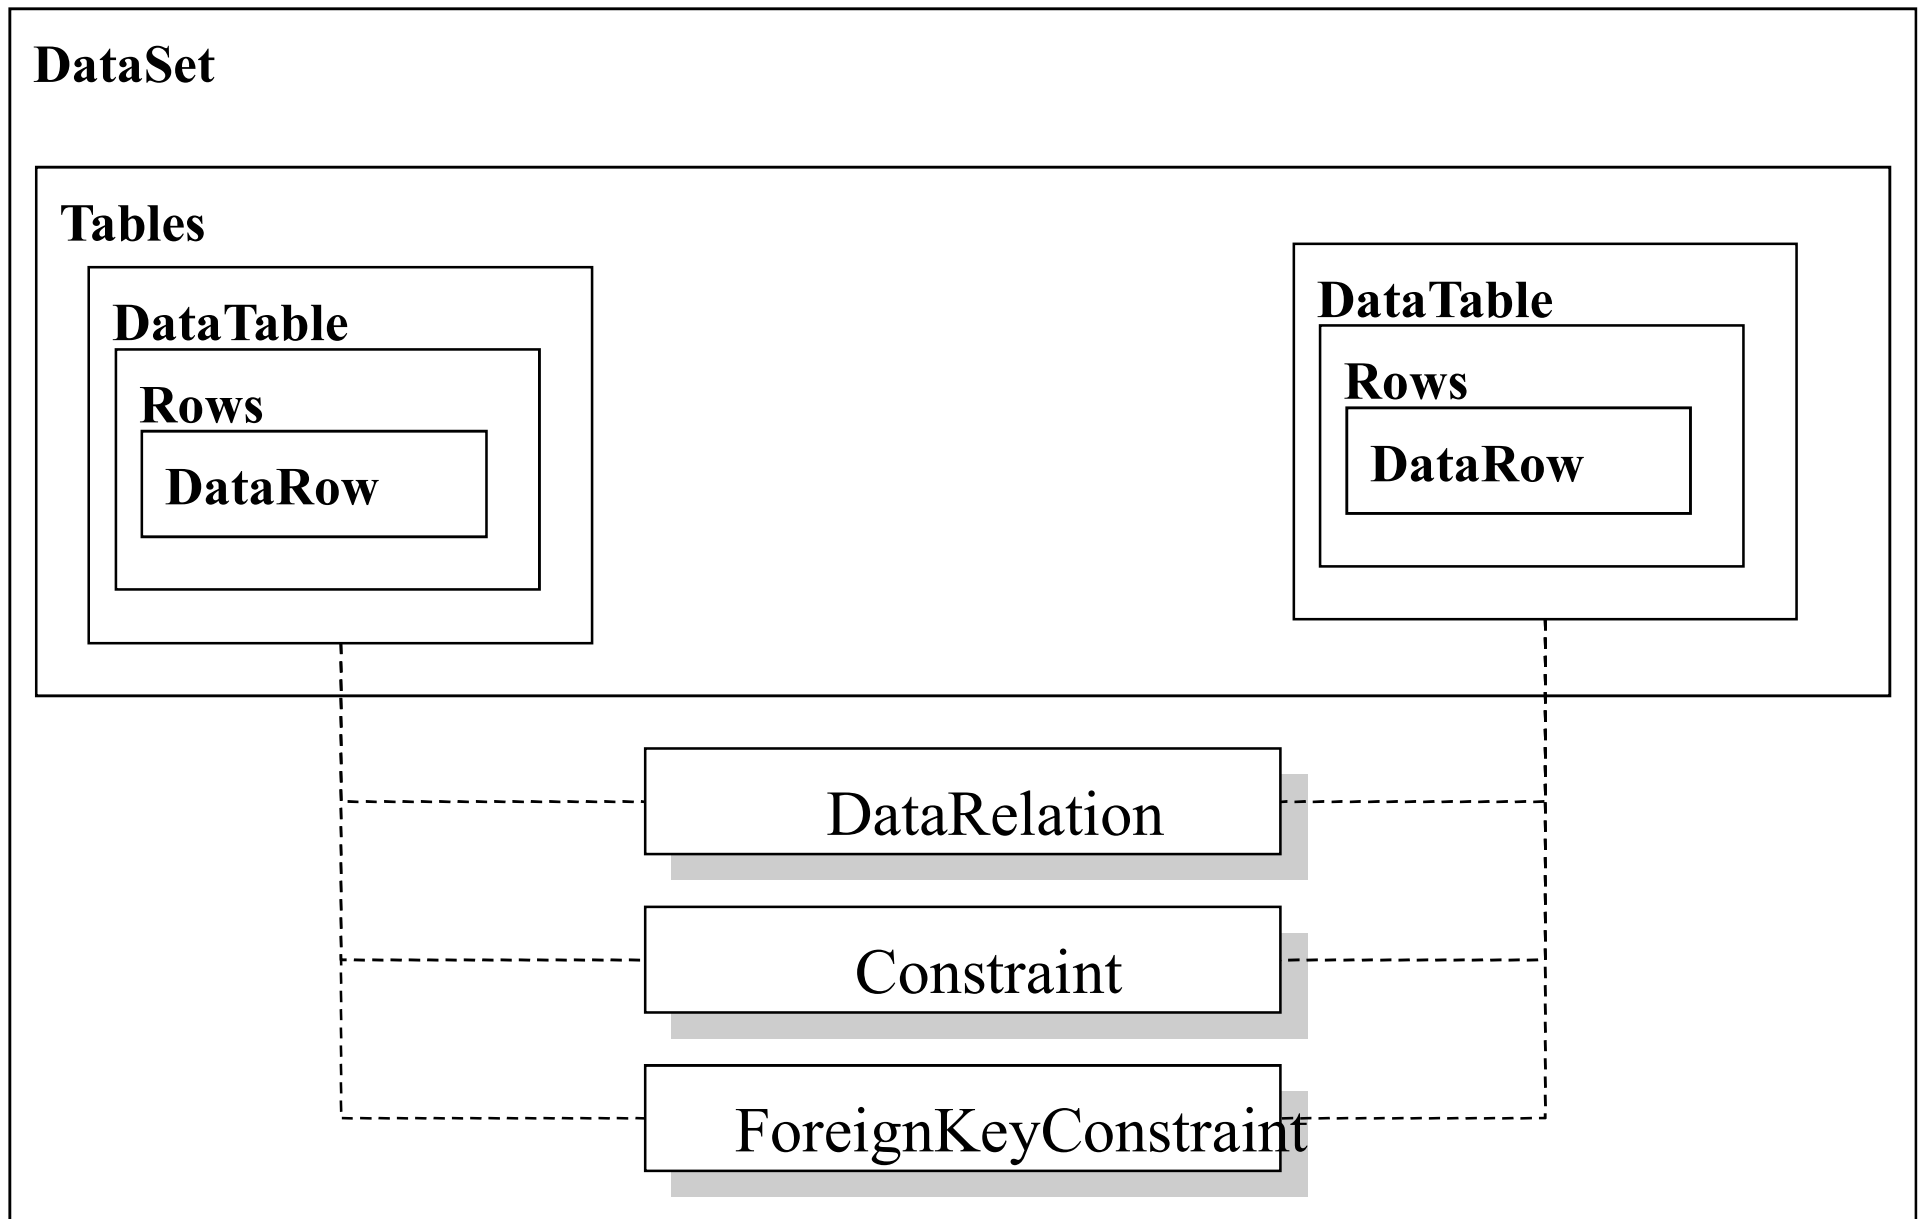 DataSet
Tables
DataTable
Rows
DataRow
DataTable
Rows
DataRow
DataRelation
Constraint
ForeignKeyConstraint